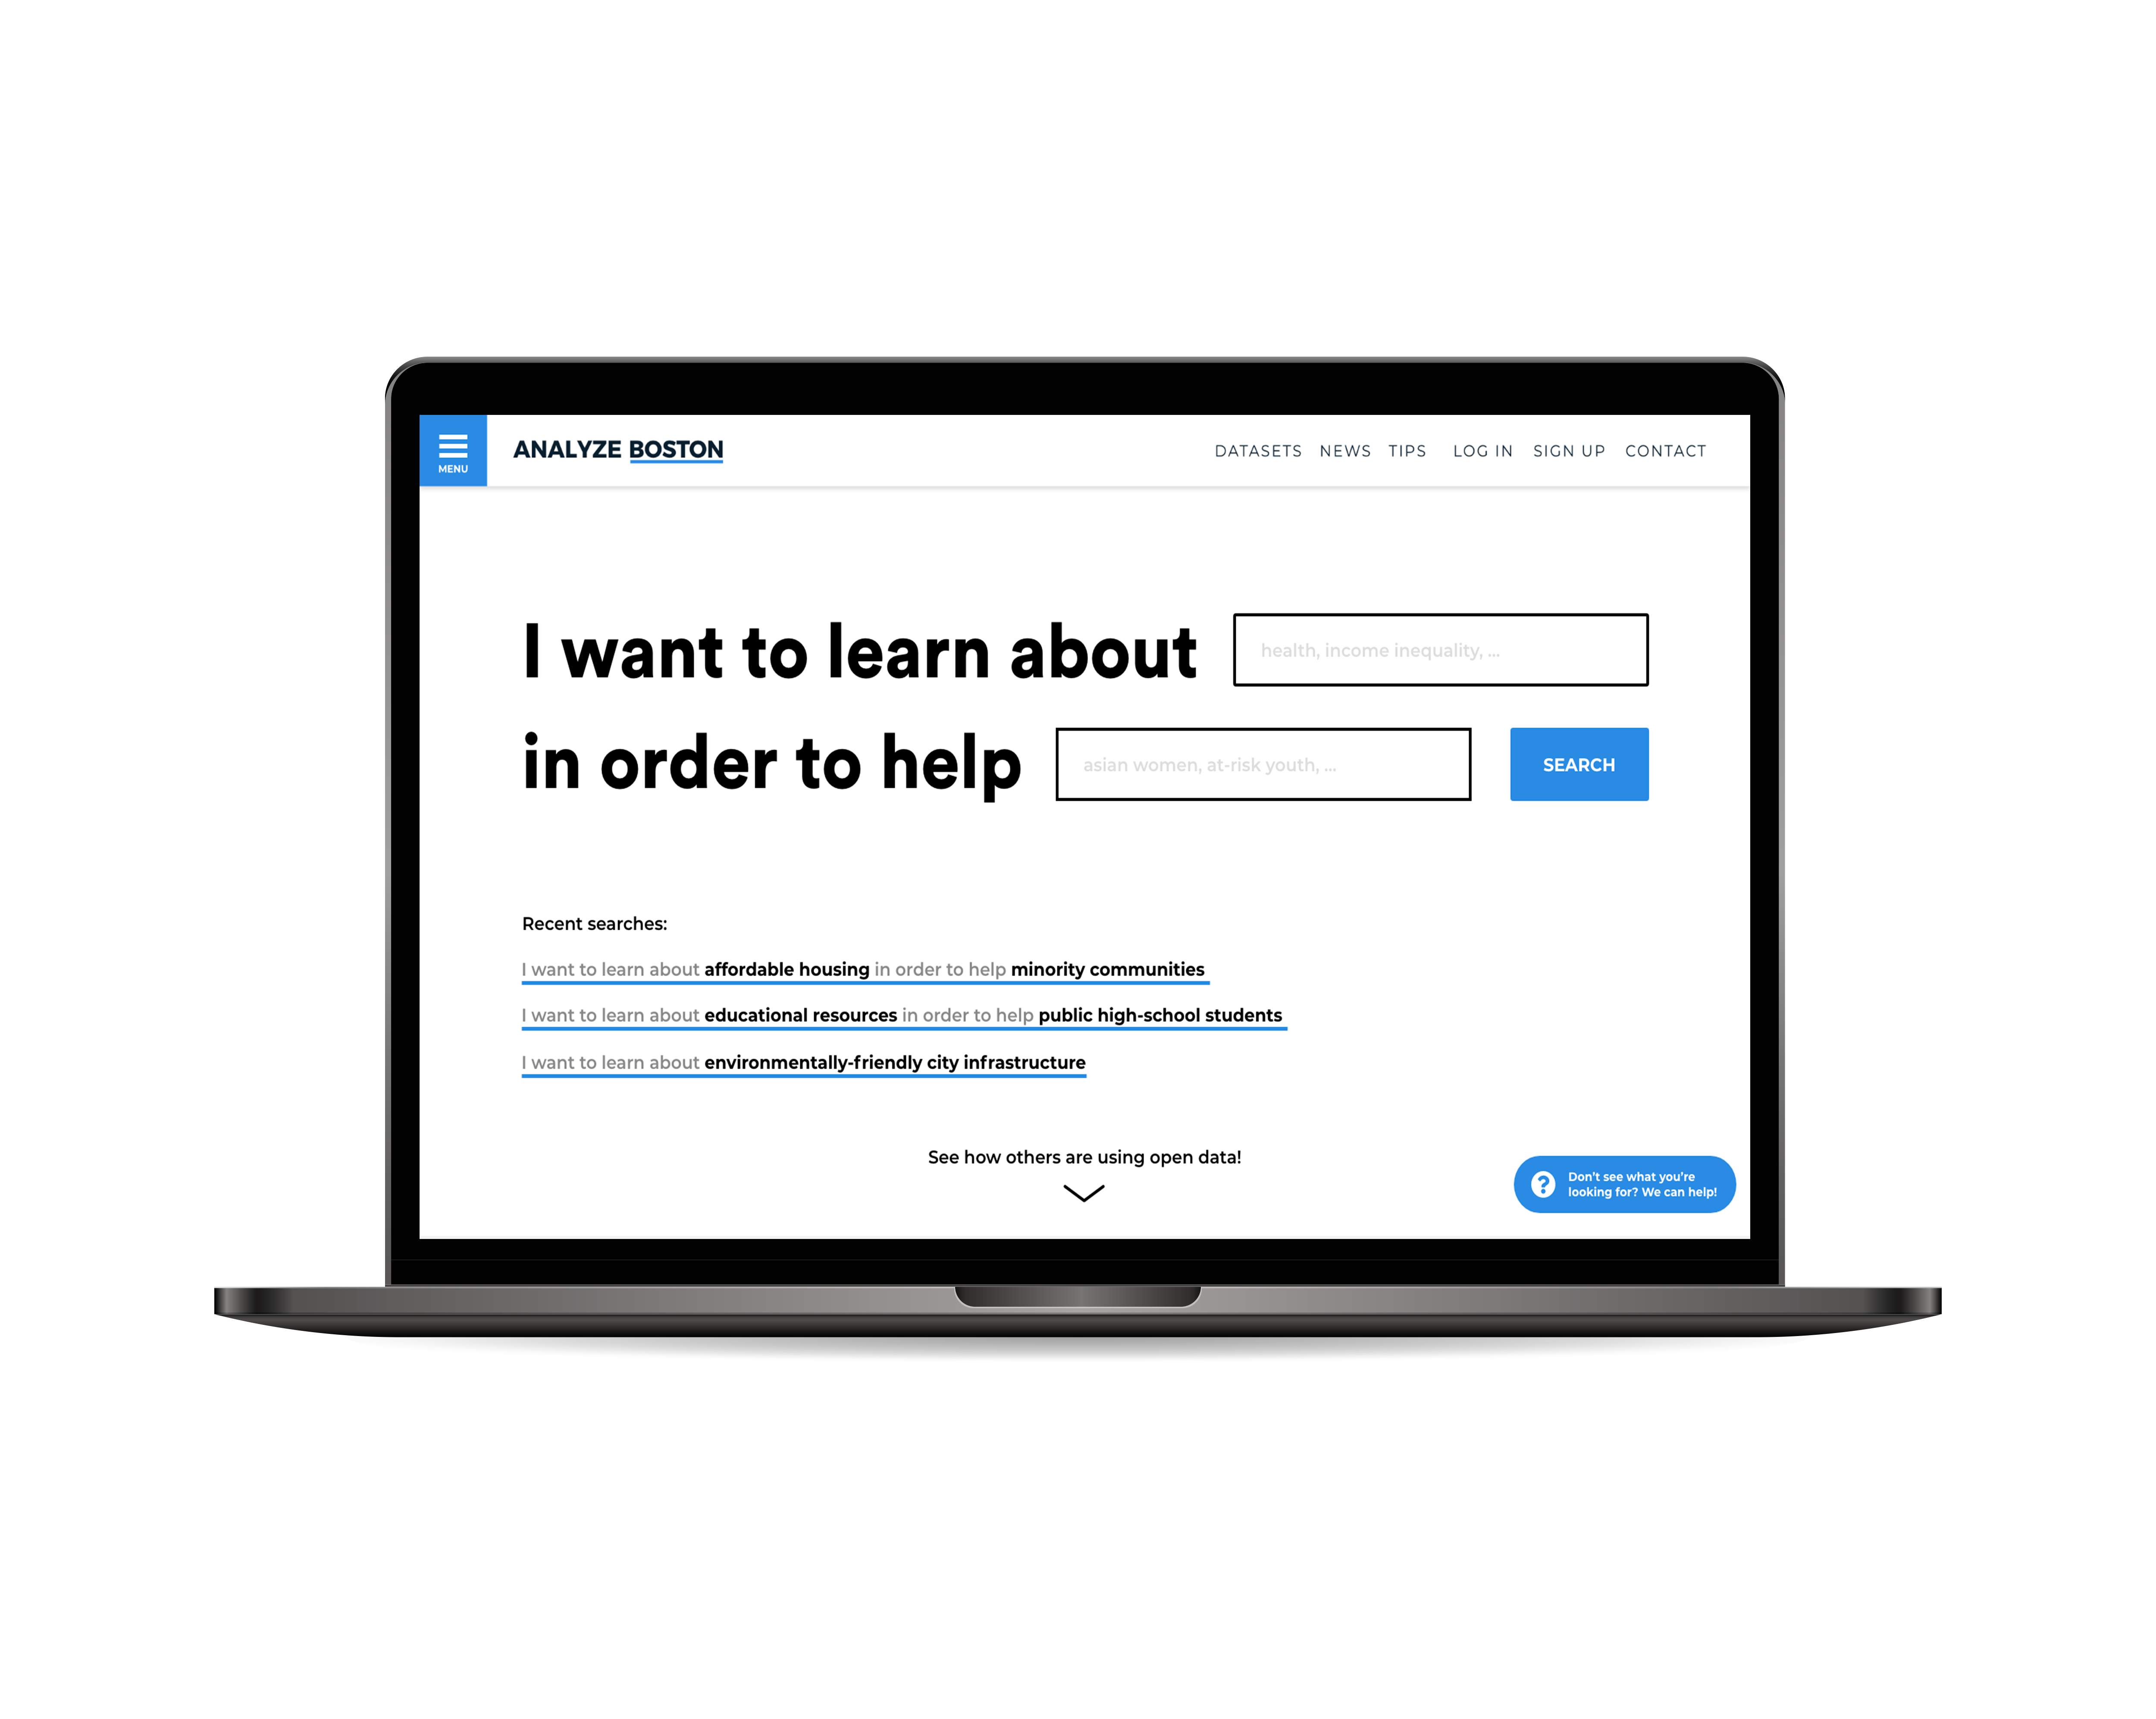 MENU
ANALYZE BOSTON
DATASETS NEWS TIPS LOG IN SIGN UP CONTACT
I want to learn about
health, income inequality, ...
in order to help
asian women, at-risk youth, ...
SEARCH
Recent searches:
I want to learn about affordable housing in order to help minority communities
I want to learn about educational resources in order to help public high-school students
I want to learn about environmentally-friendly city infrastructure
See how others are using open data!
?
Don't see what you're
looking for? We can help!